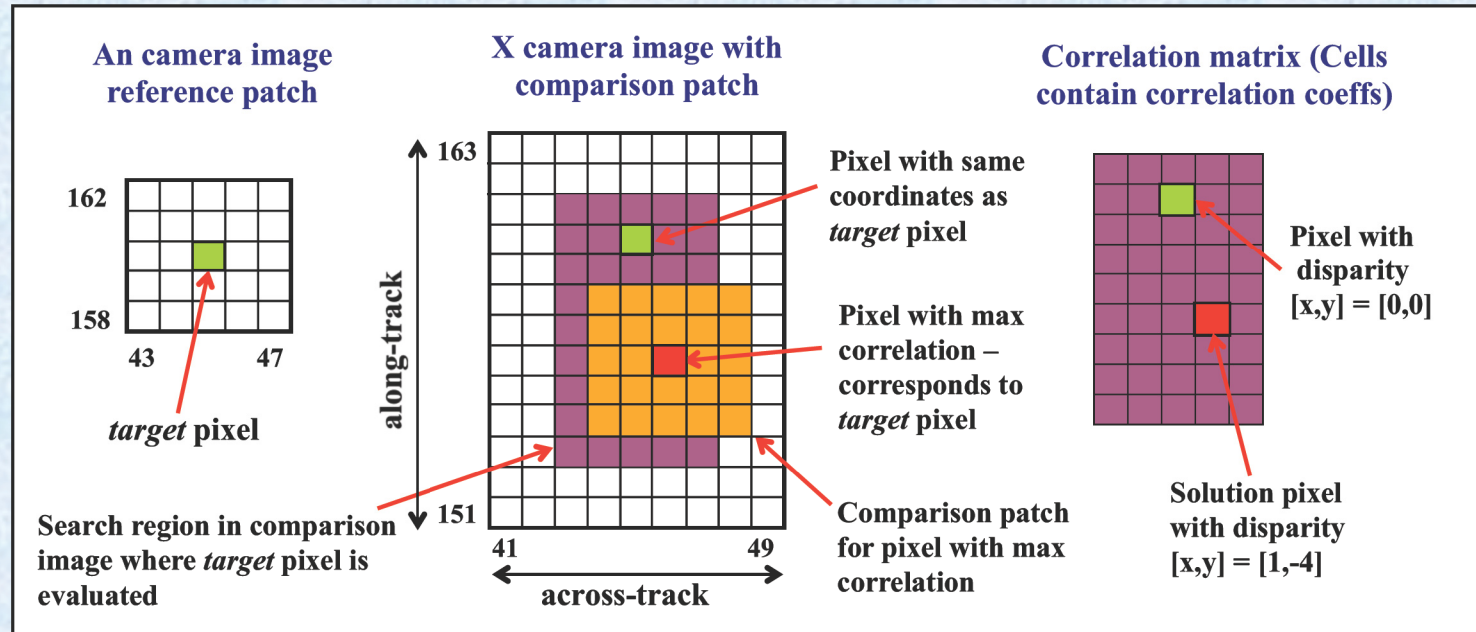 An camera image
reference patch
162
158
43
47
target pixel
X camera image with
comparison patch
163
along-track
151
41
49
across-track
Search region in comparison
image where target pixel is
evaluated
Pixel with same
coordinates as
target pixel
Pixel with max
correlation –
corresponds to
target pixel
Comparison patch
for pixel with max
correlation
Correlation matrix (Cells
contain correlation coeffs)
Pixel with
disparity
[x,y] = [0,0]
Solution pixel
with disparity
[x,y] = [1,-4]